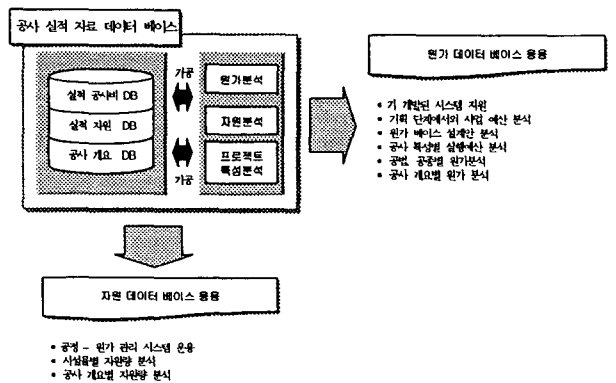 공사 실적 자료 데이터 베이스
실적 공사비 DB
실적 자원 DB
공사 개요 DB
가공
가공
원가분석
자원분석
프로젝트
특성분석
원가 데이터 베이스 응용
• 기 개발된 시스템 지원
• 기획 단계에서의 사업 예산 분석
• 원가 베이스 설계안 분석
• 공사 특성별 실행예산 분석
• 공법 공종별 원가분석
• 공사 개요별 원가 분석
자원 데이터 베이스 응용
• 공정 - 원가 관리 시스템 운용
• 시설물별 자원량 분석
• 공사 개요별 자원량 분석